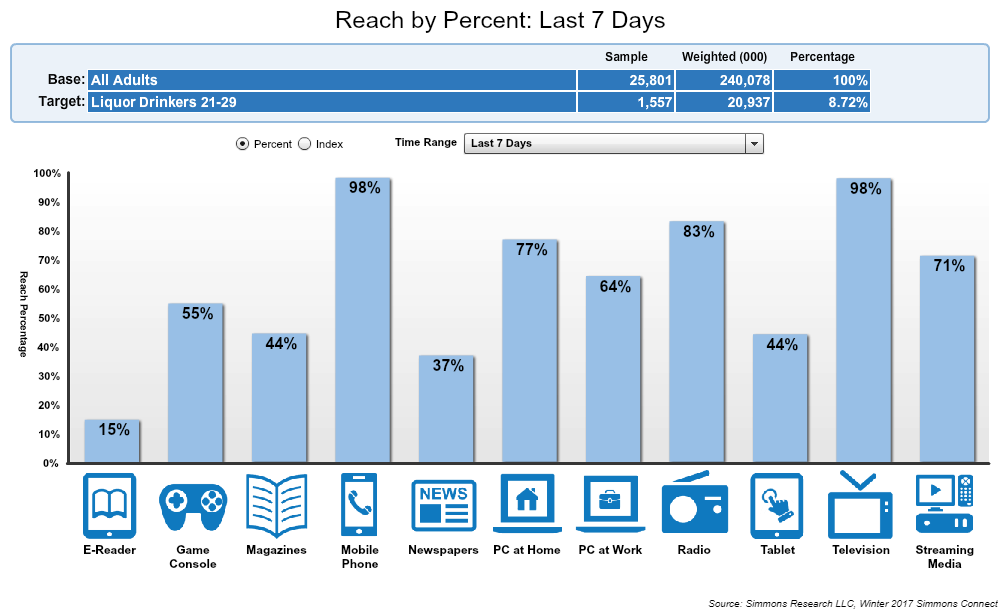 Reach by Percent: Last 7 Days
Sample Weighted (000) Percentage
Base: All Adults 25,801 240,078 100%
Target: Liquor Drinkers 21-29 1,557 20,937 8.72%
Percent Index Time Range Last 7 Days
Reach Percentage
100%
90%
80%
70%
60%
50%
40%
30%
20%
10%
0%
15%
55%
44%
98%
37%
77%
64%
83%
44%
98%
71%
NEWS
E-Reader
Game
Console
Magazines
Mobile
Phone
Newspapers
PC at Home
PC at Work
Radio
Tablet
Television
Streaming
Media
Source: Simmons Research LLC, Winter 2017 Simmons Connect